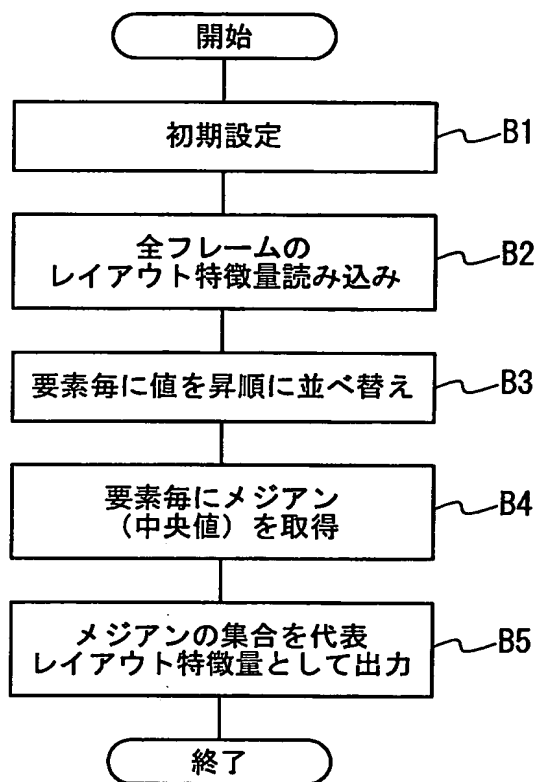 開始
初期設定
B1
全フレームの
レイアウト特徴量読み込み
B2
要素毎に値を昇順に並べ替え
B3
要素毎にメジアン
（中央値）を取得
B4
メジアンの集合を代表
レイアウト特徴量として出力
B5
終了